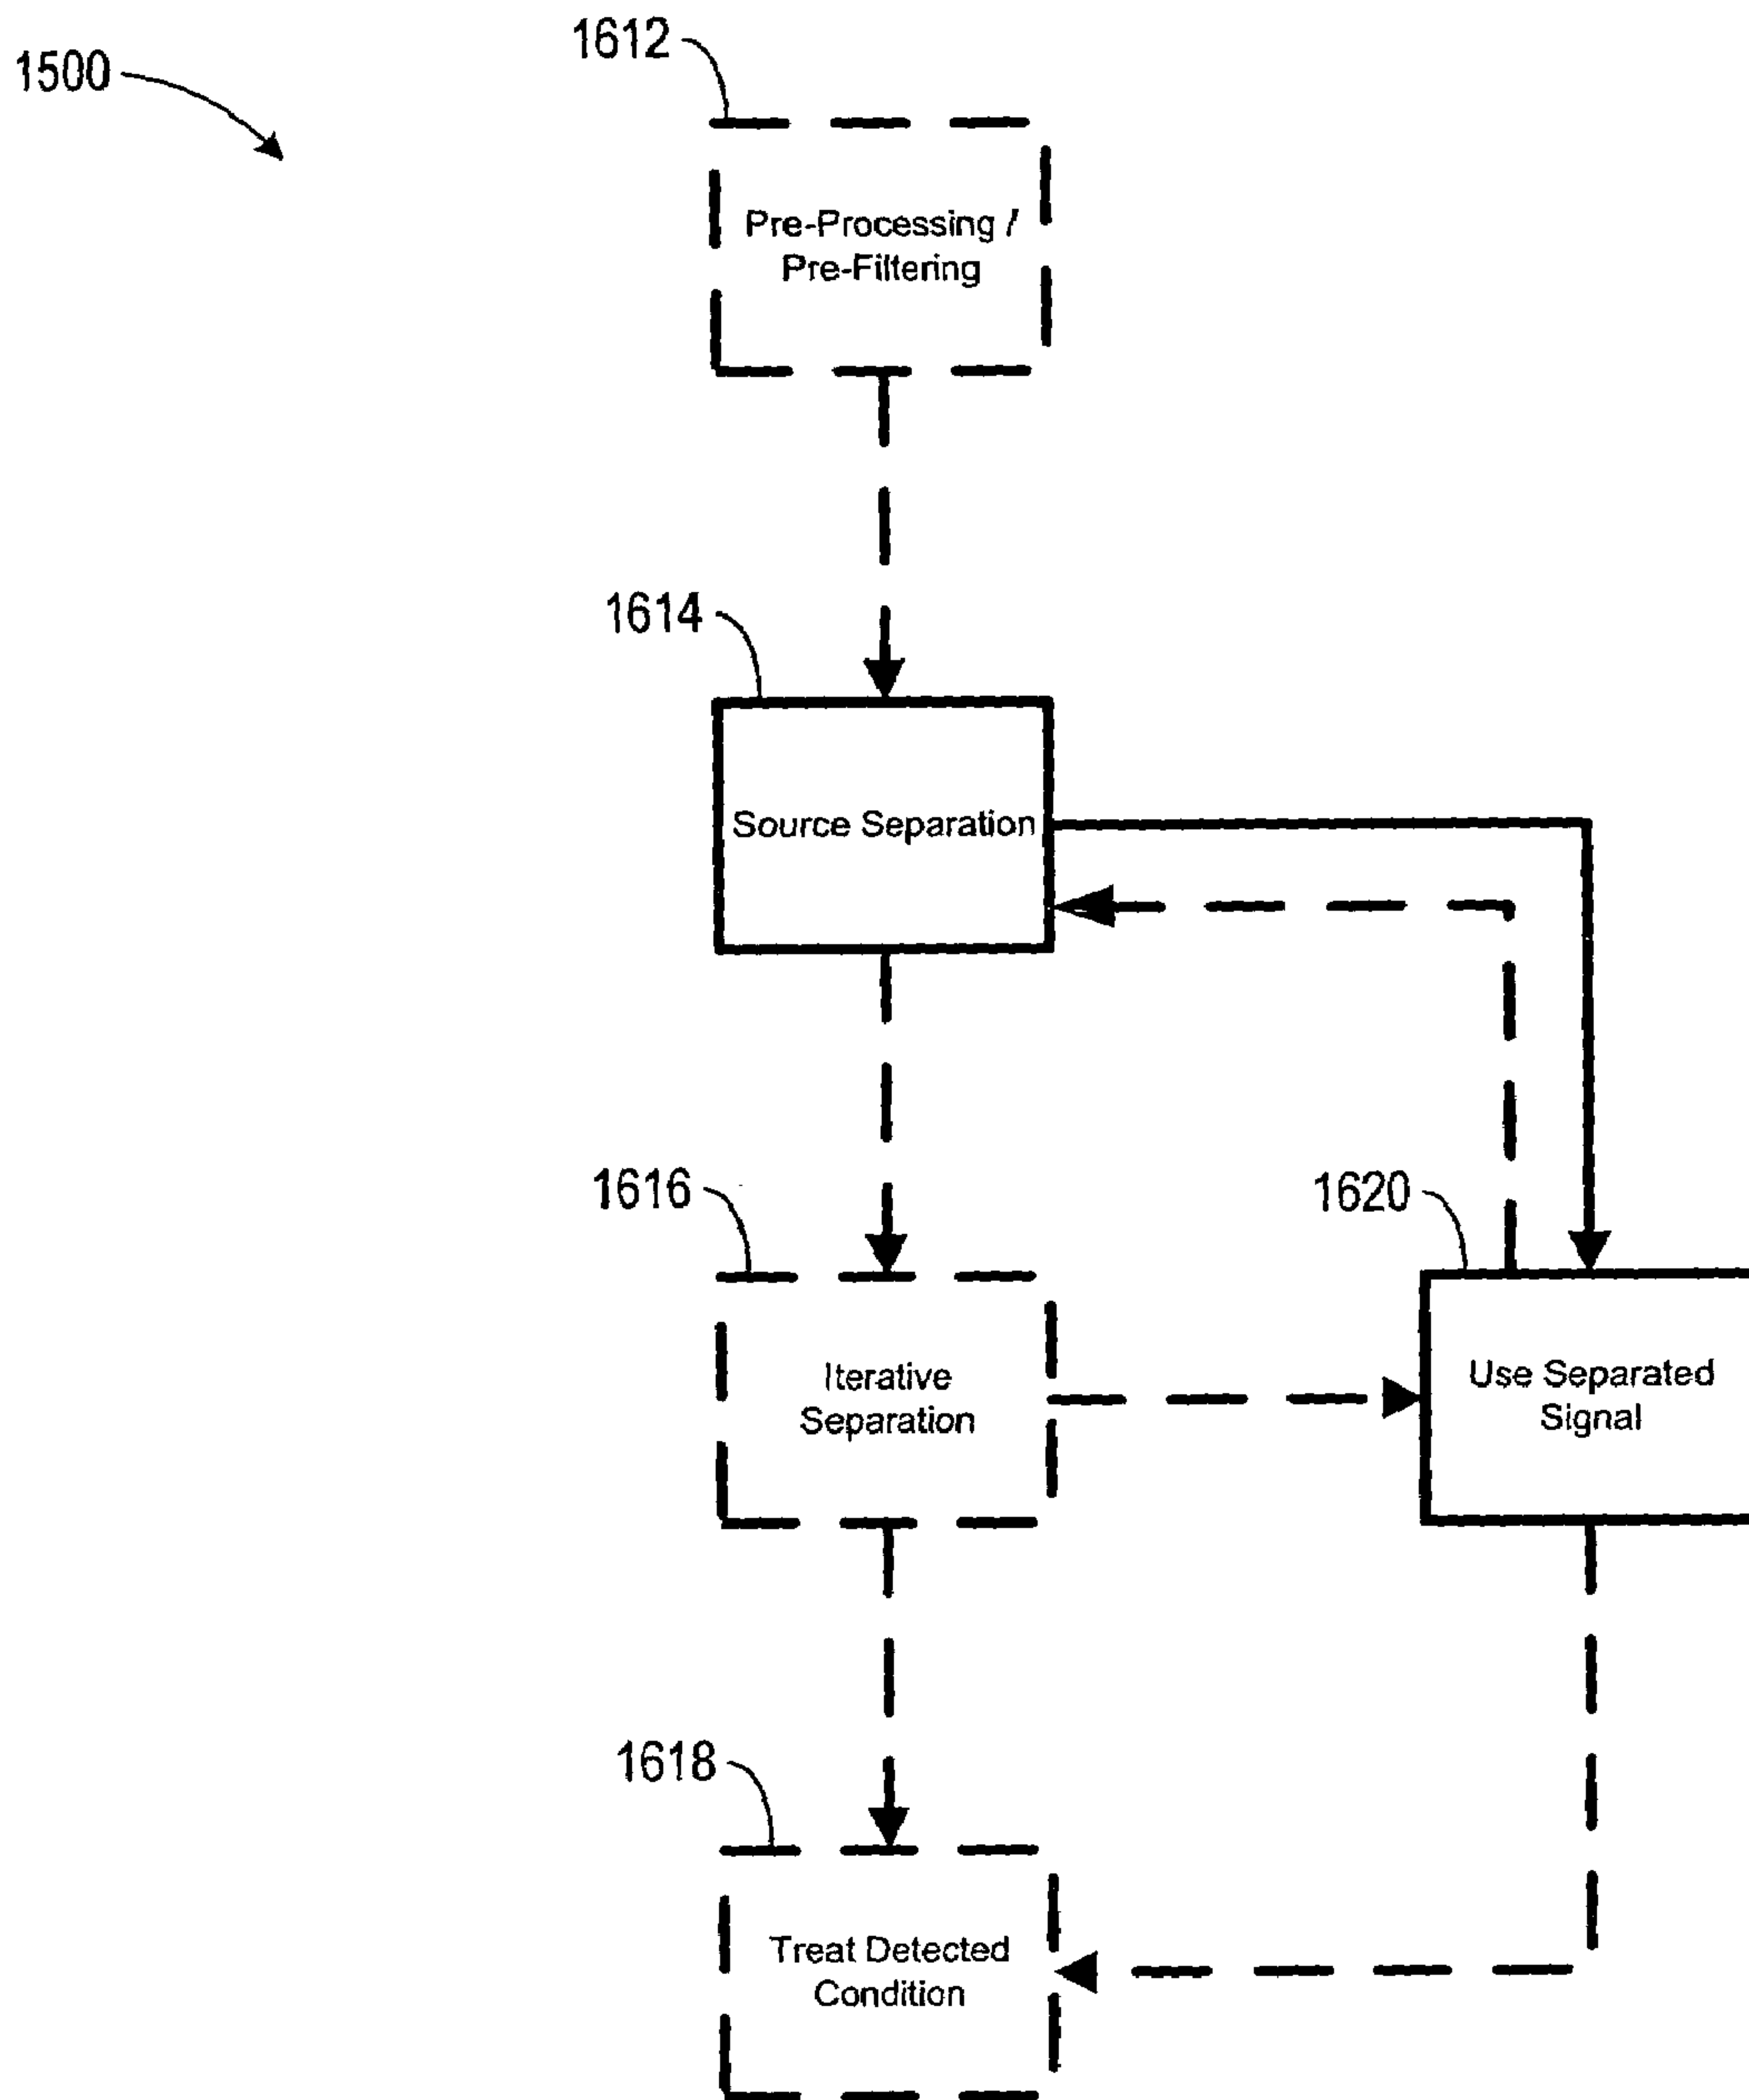 1500
1612
Pre-Processing /
Pre-Filtering
1614
Source Separation
1616
Iterative
Separation
1620
Use Separated
Signal
1618
Treat Detected
Condition